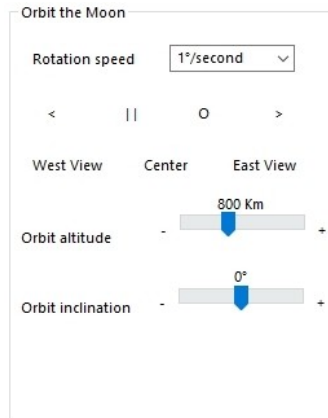 Orbit the Moon
Rotation speed 1°/second
< || O >
West View Center East View
800 Km
Orbit altitude - +
0°
Orbit inclination - +